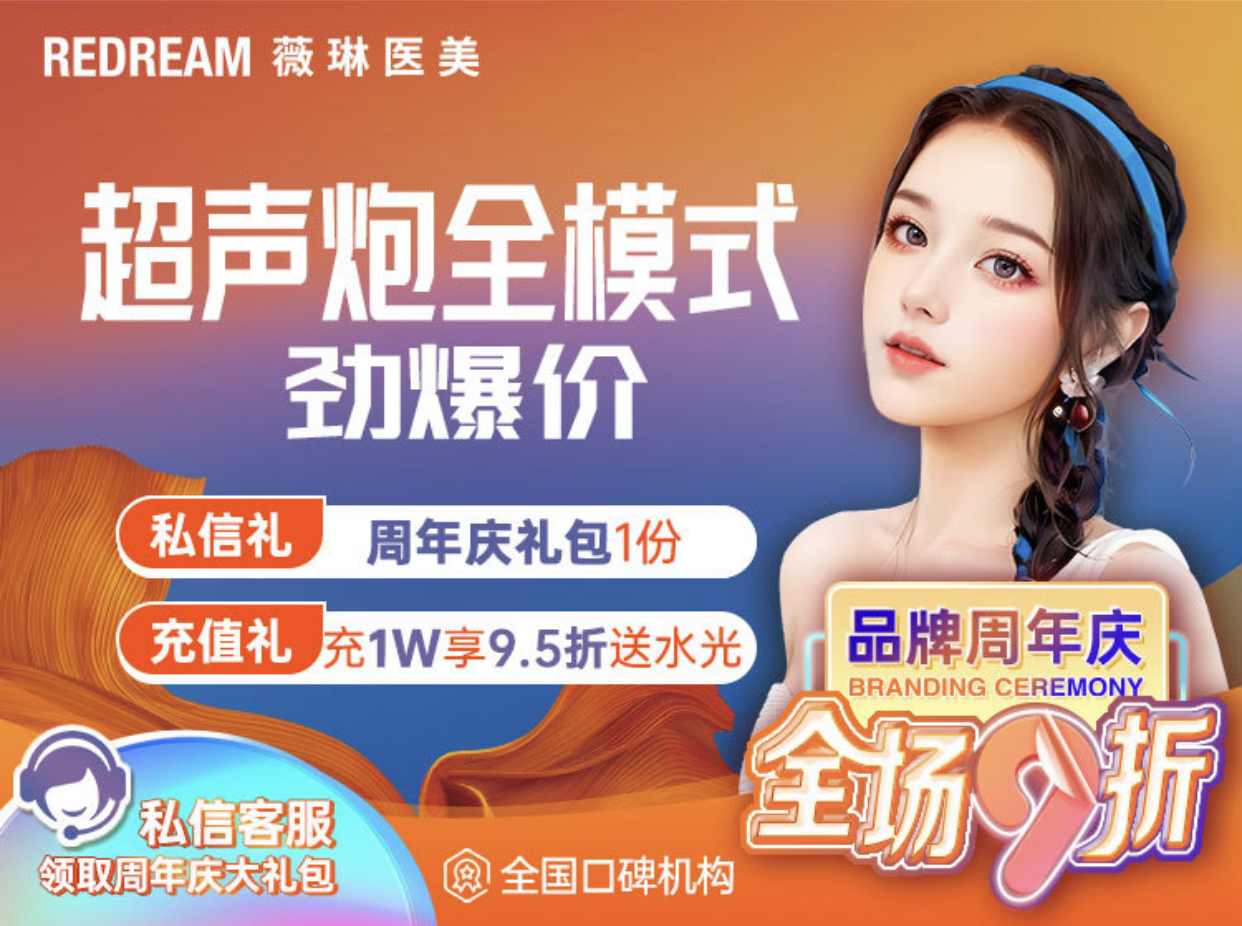 REDREAM 薇琳医美
超声炮全模式
劲爆价
私信礼 周年庆礼包1份
充值礼 充1W享9.5折送水光
品牌周年庆
BRANDING CEREMONY
全场9折
私信客服
领取周年庆大礼包
全国口碑机构